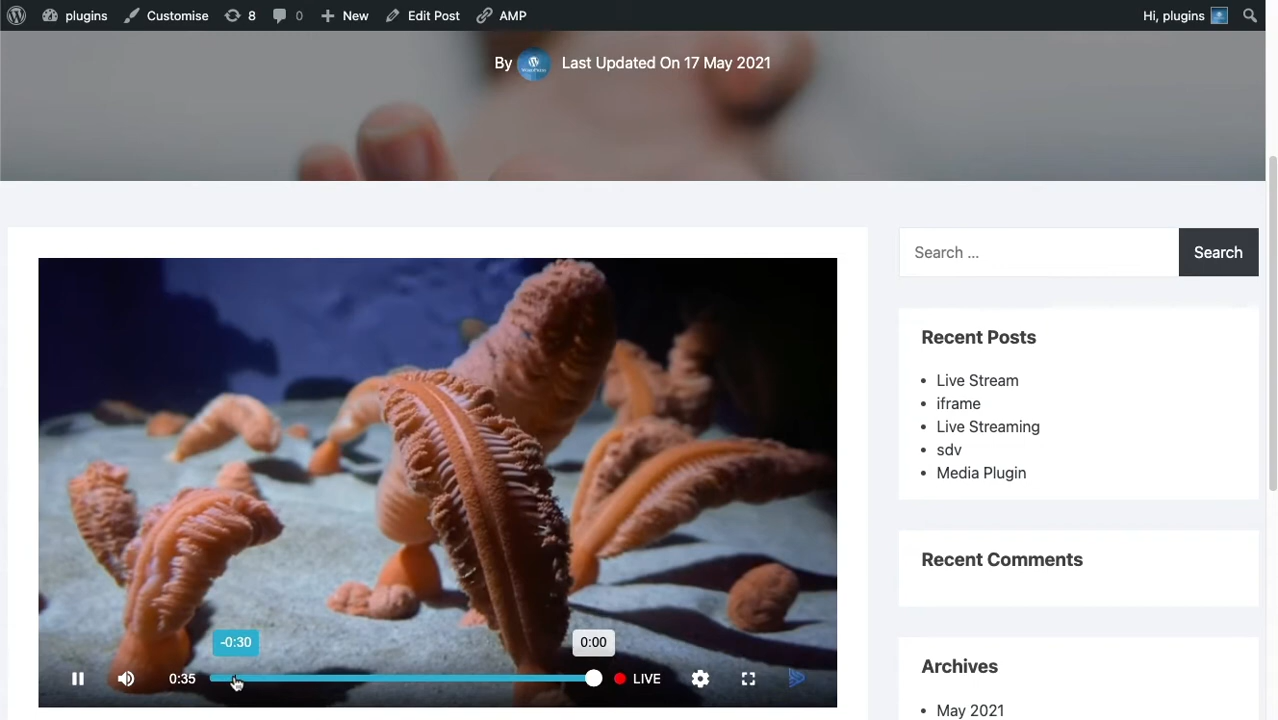 plugins Customise 8 0 New Edit Post AMP Hi, plugins
By Last Updated On 17 May 2021
Search … Search
Recent Posts
Live Stream
iframe
Live Streaming
sdv
Media Plugin
Recent Comments
-0:30 0:00
0:35 LIVE
Archives
May 2021